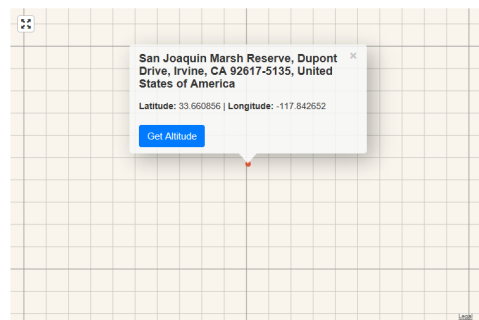 San Joaquin Marsh Reserve, Dupont
Drive, Irvine, CA 92617-5135, United
States of America
×
Latitude: 33.660856 | Longitude: -117.842652
Get Altitude
Legal